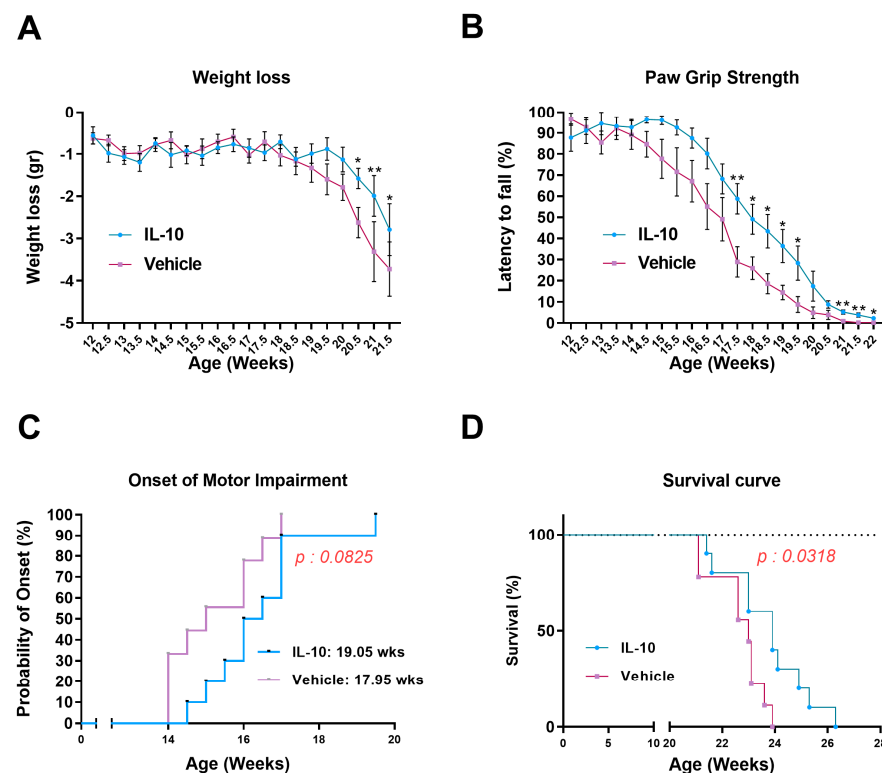 A
Weight loss
Weight loss (gr)
0
-1
-2
-3
-4
-5
*
**
*
IL-10
Vehicle
12 12.5 13 13.5 14 14.5 15 15.5 16 16.5 17 17.5 18 18.5 19 19.5 20 20.5 21 21.5
Age (Weeks)
B
Paw Grip Strength
Latency to fall (%)
100
90
80
70
60
50
40
30
20
10
0
** * * * * ** ** *
IL-10
Vehicle
12 12.5 13 13.5 14 14.5 15 15.5 16 16.5 17 17.5 18 18.5 19 19.5 20 20.5 21 21.5 22
Age (Weeks)
C
Onset of Motor Impairment
Probability of Onset (%)
100
90
80
70
60
50
40
30
20
10
0
p : 0.0825
IL-10: 19.05 wks
Vehicle: 17.95 wks
0 14 16 18 20
Age (Weeks)
D
Survival curve
Survival (%)
100
50
0
p : 0.0318
IL-10
Vehicle
0 5 10 20 22 24 26 28
Age (Weeks)